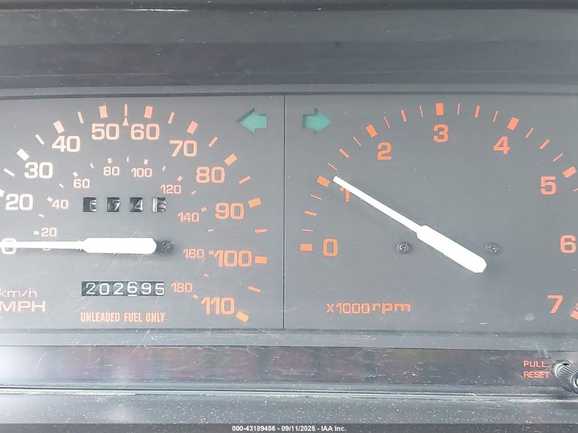 50 60
40 70
30 80 100 80
20 60 120 90
40 140
20
0 160 100
km/h 202695 180
MPH 110
UNLEADED FUEL ONLY
3
2 4
1 5
0 6
x1000rpm 7
PULL
RESET
000-43189486 - 09/11/2025 - IAA Inc.